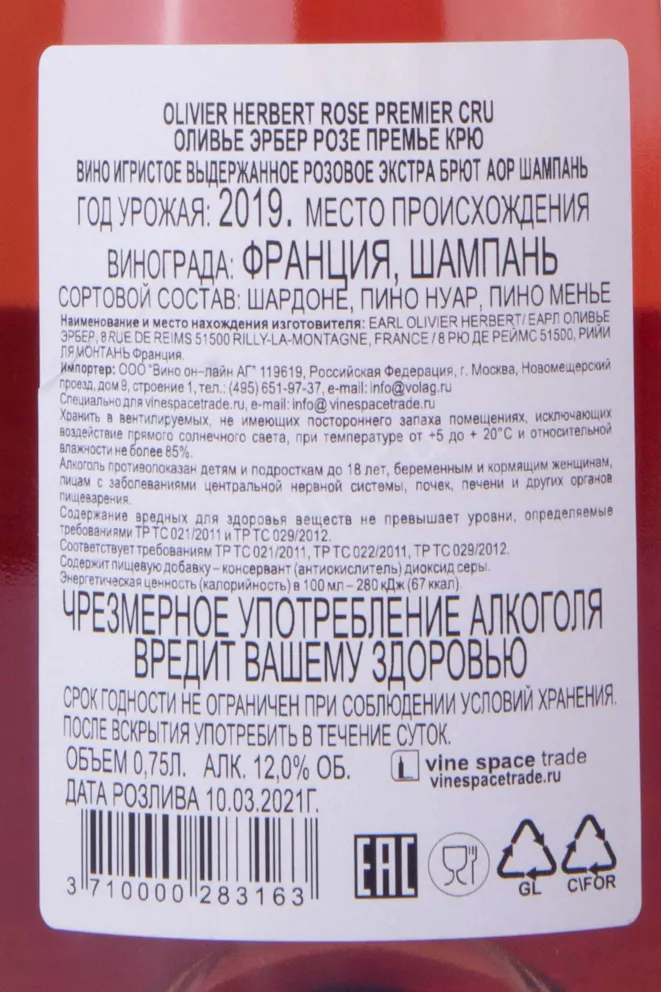 OLIVIER HERBERT ROSE PREMIER CRU
ОЛИВЬЕ ЭРБЕР РОЗЕ ПРЕМЬЕ КРЮ
ВИНО ИГРИСТОЕ ВЫДЕРЖАННОЕ РОЗОВОЕ ЭКСТРА БРЮТ АОР ШАМПАНЬ
ГОД УРОЖАЯ: 2019. МЕСТО ПРОИСХОЖДЕНИЯ
ВИНОГРАДА: ФРАНЦИЯ, ШАМПАНЬ
СОРТОВОЙ СОСТАВ: ШАРДОНЕ, ПИНО НУАР, ПИНО МЕНЬЕ
Наименование и место нахождения изготовителя: EARL OLIVIER HERBERT/ ЕАРЛ ОЛИВЬЕ
ЭРБЕР, 8 RUE DE REIMS 51500 RILLY-LA-MONTAGNE, FRANCE / 8 РЮ ДЕ РЕЙМС 51500, РИЙИ
ЛЯ МОНТАНЬ Франция.
Импортер: ООО "Вино он-лайн АГ" 119619, Российская Федерация, г. Москва, Новомещерский
проезд, дом 9, строение 1, тел.: (495) 651-97-37, e-mail: info@volag.ru
Специально для vinespacetrade.ru, e-mail: info@ vinespacetrade.ru
Хранить в вентилируемых, не имеющих постороннего запаха помещениях, исключающих
воздействие прямого солнечного света, при температуре от +5 до + 20°С и относительной
влажности не более 85%.
Алкоголь противопоказан детям и подросткам до 18 лет, беременным и кормящим женщинам,
лицам с заболеваниями центральной нервной системы, почек, печени и других органов
пищеварения.
Содержание вредных для здоровья веществ не превышает уровни, определяемые
требованиями ТР ТС 021/2011 и ТР ТС 029/2012.
Соответствует требованиям ТР ТС 021/2011, ТР ТС 022/2011, ТР ТС 029/2012.
Содержит пищевую добавку – консервант (антиокислитель) диоксид серы.
Энергетическая ценность (калорийность) в 100 мл – 280 кДж (67 ккал).
ЧРЕЗМЕРНОЕ УПОТРЕБЛЕНИЕ АЛКОГОЛЯ
ВРЕДИТ ВАШЕМУ ЗДОРОВЬЮ
СРОК ГОДНОСТИ НЕ ОГРАНИЧЕН ПРИ СОБЛЮДЕНИИ УСЛОВИЙ ХРАНЕНИЯ.
ПОСЛЕ ВСКРЫТИЯ УПОТРЕБИТЬ В ТЕЧЕНИЕ СУТОК.
ОБЪЕМ 0,75Л. АЛК. 12,0% ОБ.
vine space trade
vinespacetrade.ru
ДАТА РОЗЛИВА 10.03.2021Г.
3 710000 283163
EAC
GL
C\FOR